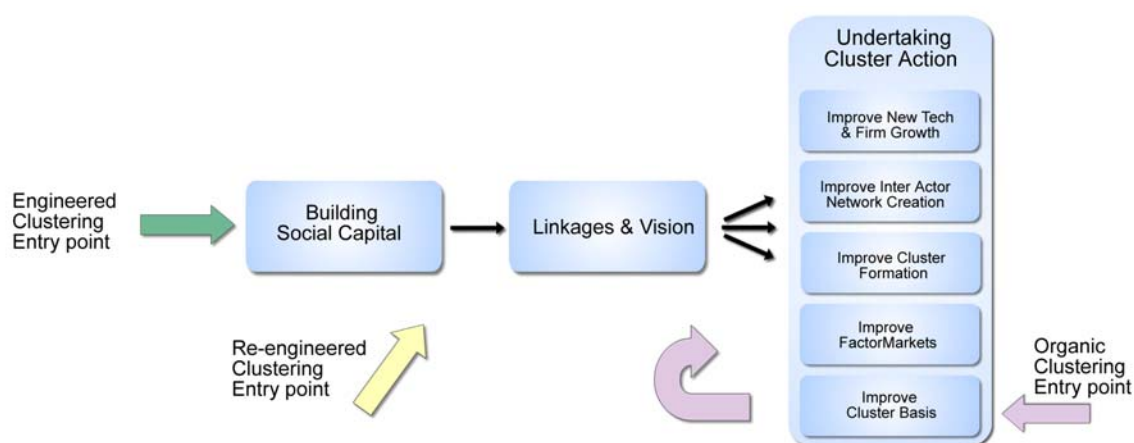 Engineered
Clustering
Entry point
Building
Social Capital
Re-engineered
Clustering
Entry point
Linkages & Vision
Undertaking
Cluster Action
Improve New Tech
& Firm Growth
Improve Inter Actor
Network Creation
Improve Cluster
Formation
Improve
FactorMarkets
Improve
Cluster Basis
Organic
Clustering
Entry point